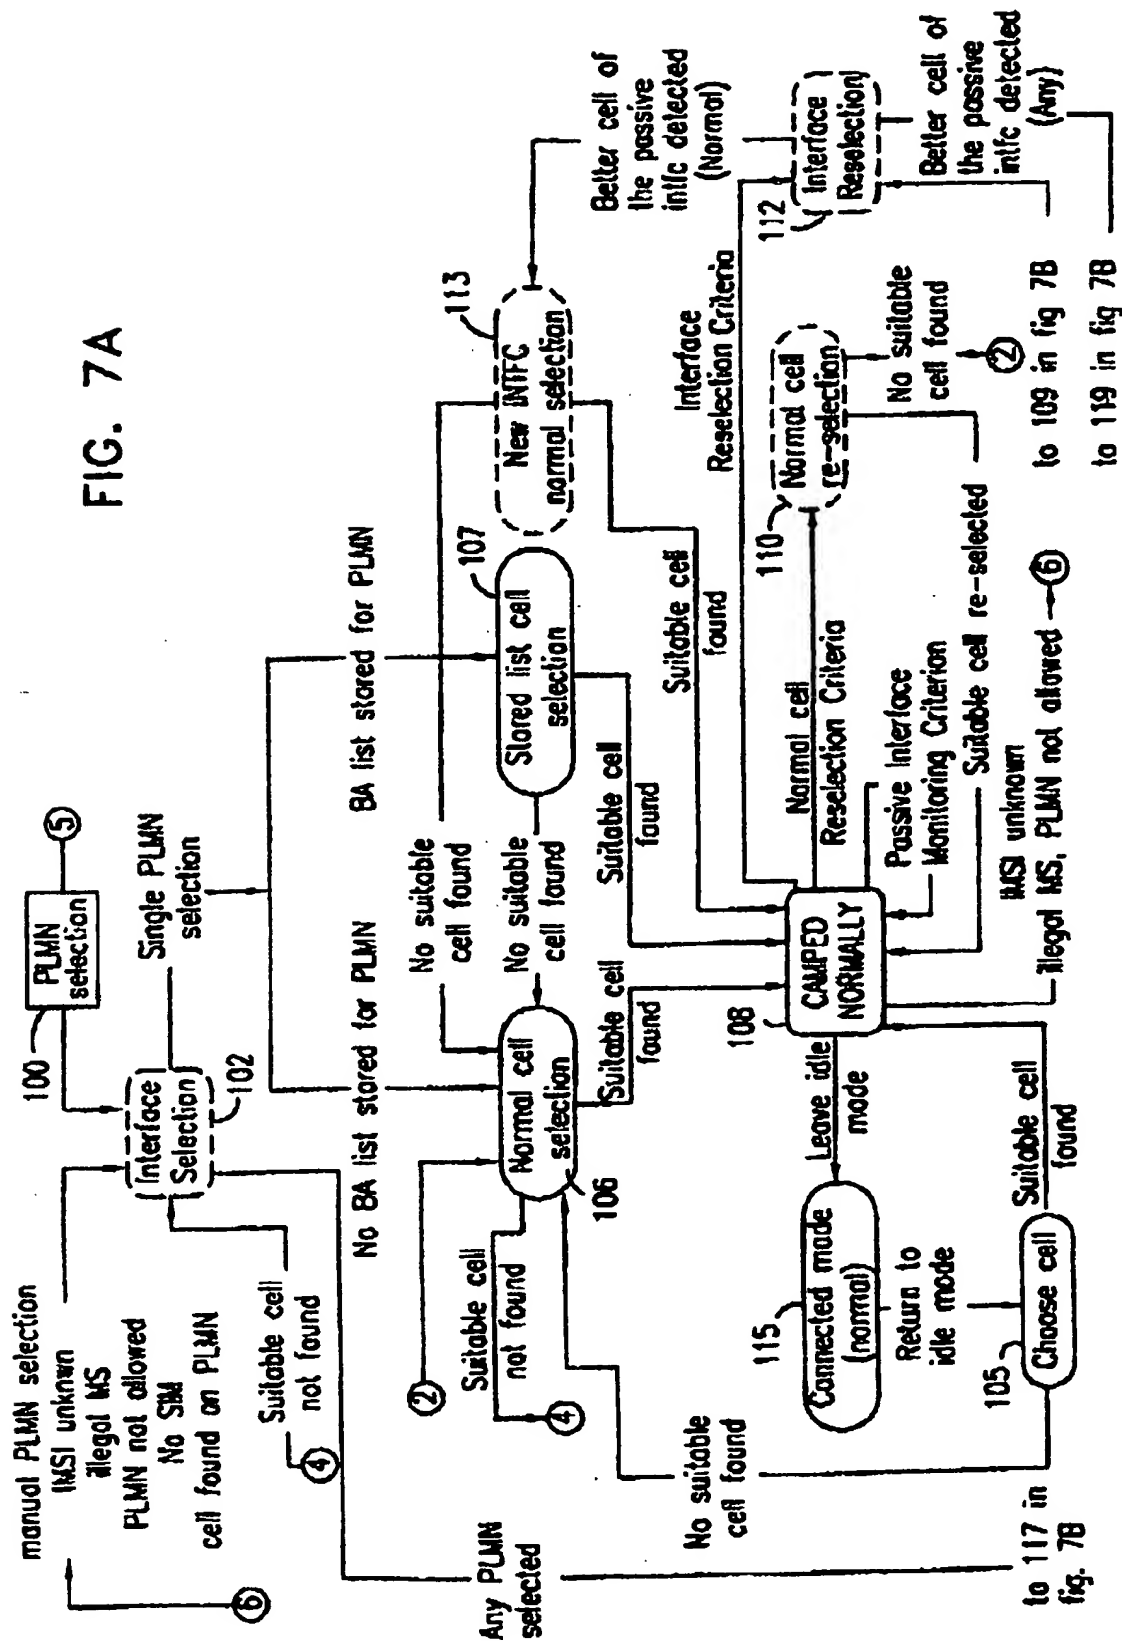 FIG. 7A
manual PLMN selection
IMSI unknown
illegal MS
PLMN not allowed
No SIM
cell found on PLMN
6
100
PLMN
selection
5
Interface
Selection
102
Single PLMN
selection
Suitable cell
not found
4
Any PLMN
selected
No BA list stored for PLMN
BA list stored for PLMN
2
Suitable cell
not found
4
Normal cell
selection
106
No suitable
cell found
No suitable
cell found
Stored list cell
selection
107
New INTFC
normal selection
113
Better cell of
the passive
intfc detected
(Normal)
Suitable cell
found
Suitable cell
found
Suitable cell
found
Interface
Reselection Criteria
112
Interface
Reselection
Better cell of
the passive
intfc detected
(Any)
No suitable
cell found
115
Connected mode
(normal)
Leave idle
mode
108
CAMPED
NORMALLY
Normal cell
Reselection Criteria
110
Normal cell
re-selection
No suitable
cell found
2
Passive Interface
Monitoring Criterion
Suitable cell re-selected
Return to
idle mode
105
Choose cell
Suitable cell
found
IMSI unknown
illegal MS, PLMN not allowed
6
to 117 in
fig. 7B
to 109 in fig 7B
to 119 in fig 7B